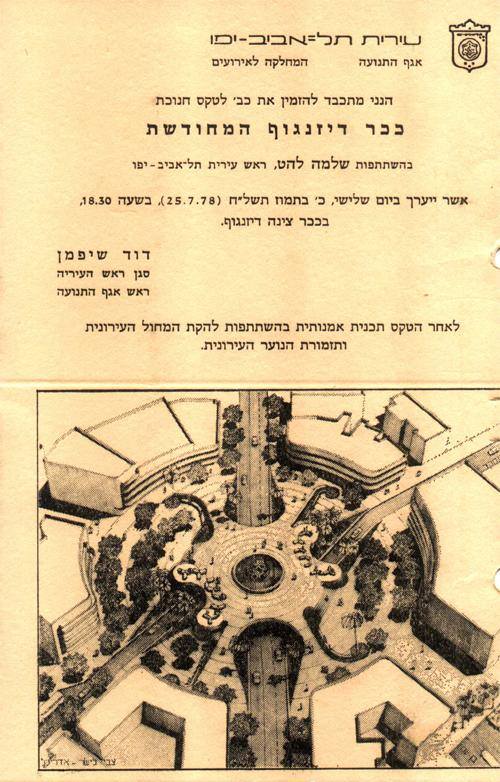 עירית תל־אביב-יפו
אגף התנועה המחלקה לאירועים
הנני מתכבד להזמין את כב׳ לטקס חנוכת
ככר דיזנגוף המחודשת
בהשתתפות שלמה להט, ראש עירית תל־אביב - יפו
אשר ייערך ביום שלישי, כ׳ בתמוז תשל״ח (25.7.78), בשעה 18.30,
בככר צינה דיזנגוף.
דוד שיפמן
סגן ראש העיריה
ראש אגף התנועה
לאחר הטקס תכנית אמנותית בהשתתפות להקת המחול העירונית
ותזמורת הנוער העירונית.
צבי